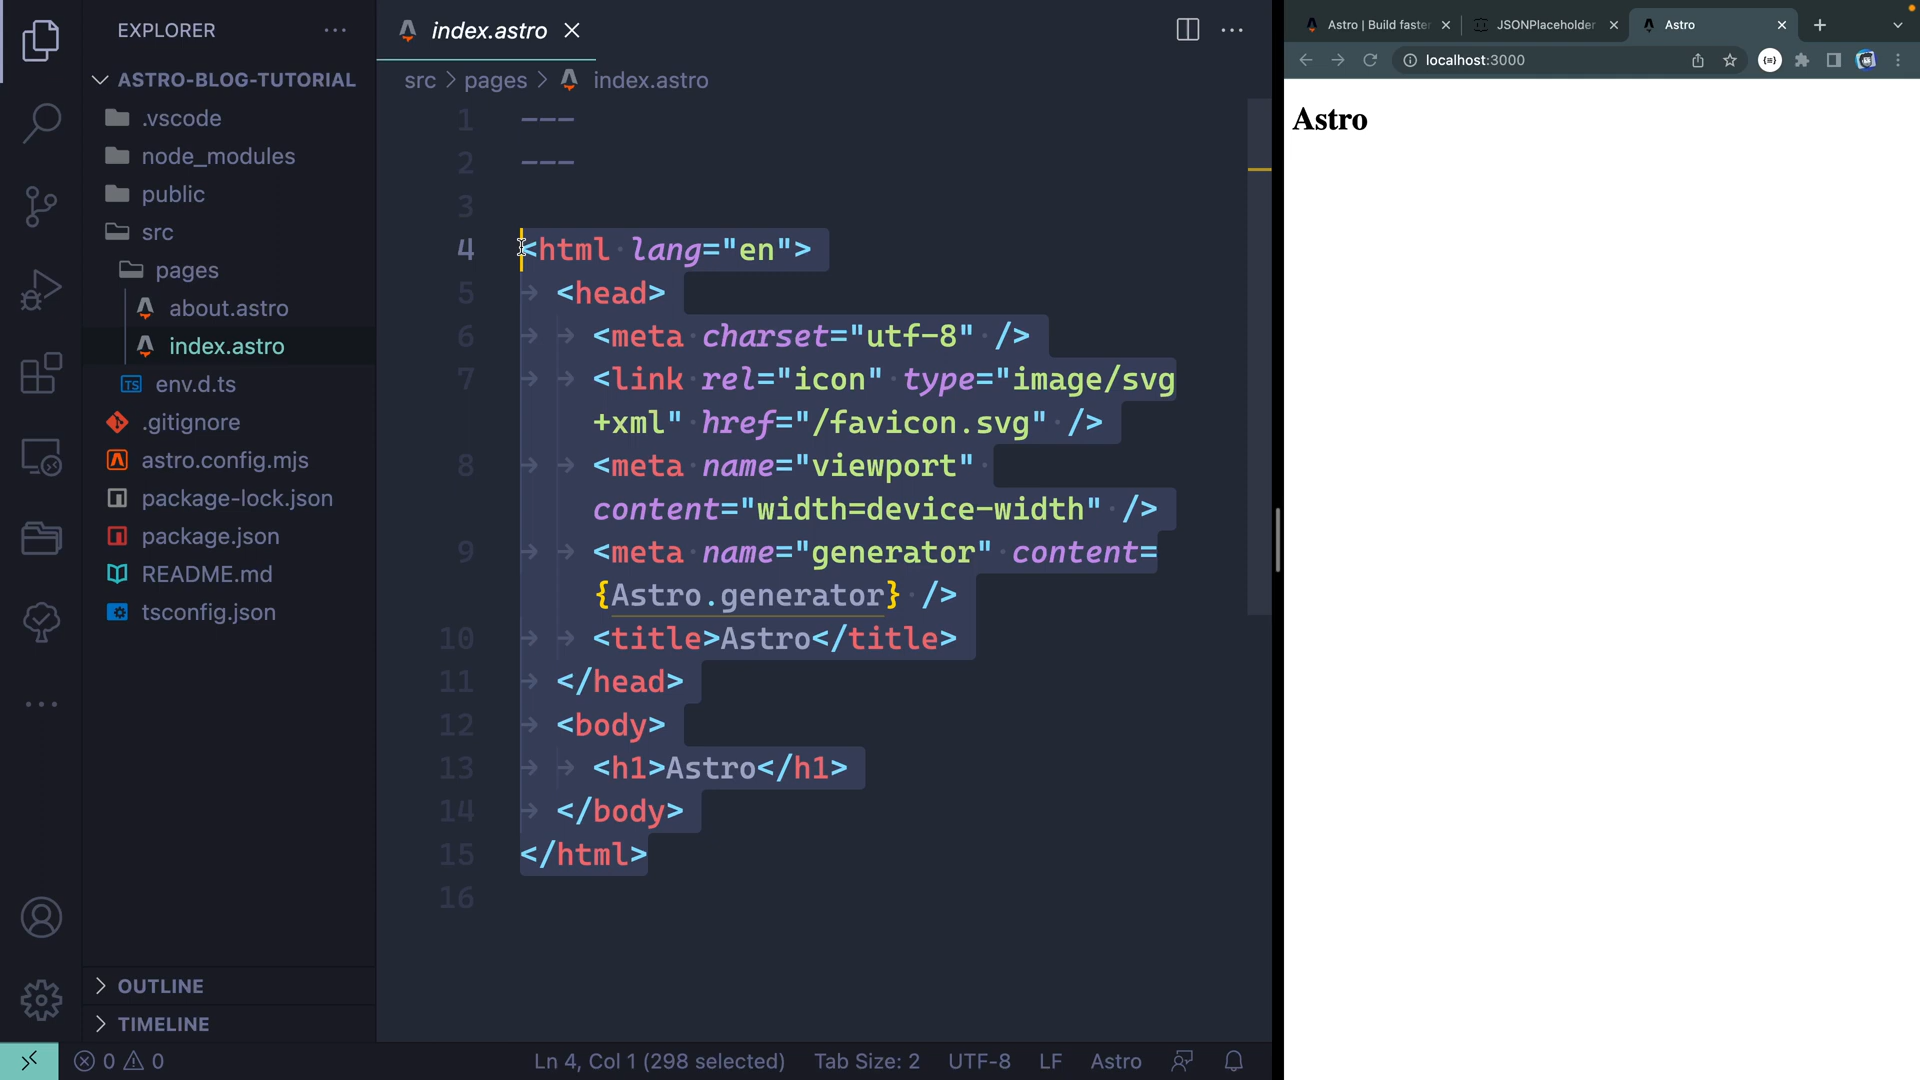 EXPLORER
ASTRO-BLOG-TUTORIAL
.vscode
node_modules
public
src
pages
about.astro
index.astro
TS env.d.ts
.gitignore
astro.config.mjs
package-lock.json
package.json
README.md
tsconfig.json
OUTLINE
TIMELINE
index.astro
src > pages > index.astro
1 ---
2 ---
3
4 <html lang="en">
5 <head>
6 <meta charset="utf-8" />
7 <link rel="icon" type="image/svg
+xml" href="/favicon.svg" />
8 <meta name="viewport"
content="width=device-width" />
9 <meta name="generator" content=
{Astro.generator} />
10 <title>Astro</title>
11 </head>
12 <body>
13 <h1>Astro</h1>
14 </body>
15 </html>
16
0 0
Ln 4, Col 1 (298 selected) Tab Size: 2 UTF-8 LF Astro
Astro | Build faster
JSONPlaceholder
Astro
localhost:3000
Astro